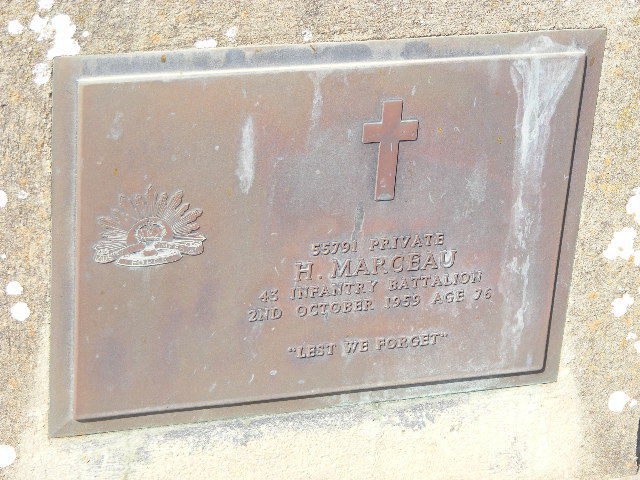 55791 PRIVATE
H. MARCEAU
43 INFANTRY BATTALION
2ND OCTOBER 1959 AGE 76
"LEST WE FORGET"